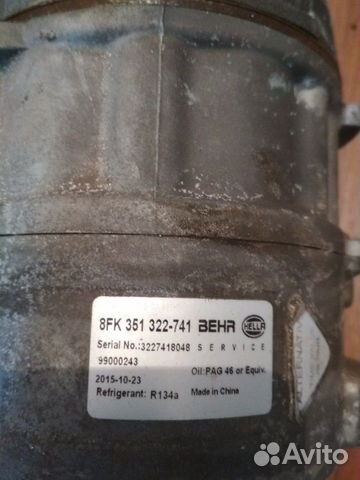 8FK 351 322-741 BEHR HELLA
Serial No.:3227418048 SERVICE
99000243 Oil:PAG 46 or Equiv.
2015-10-23 Made in China
Refrigerant: R134a
Avito